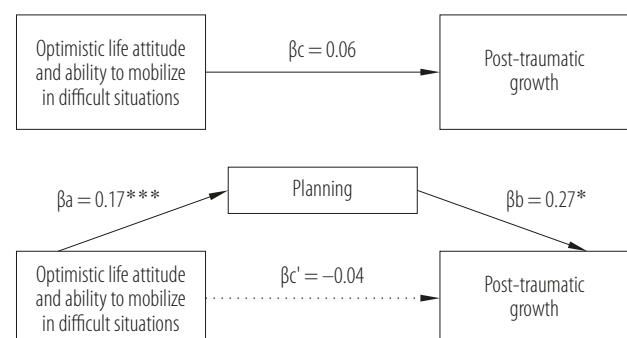 Optimistic life attitude
and ability to mobilize
in difficult situations
βc = 0.06
Post-traumatic
growth
βa = 0.17***
Planning
βb = 0.27*
Optimistic life attitude
and ability to mobilize
in difficult situations
βc' = –0.04
Post-traumatic
growth